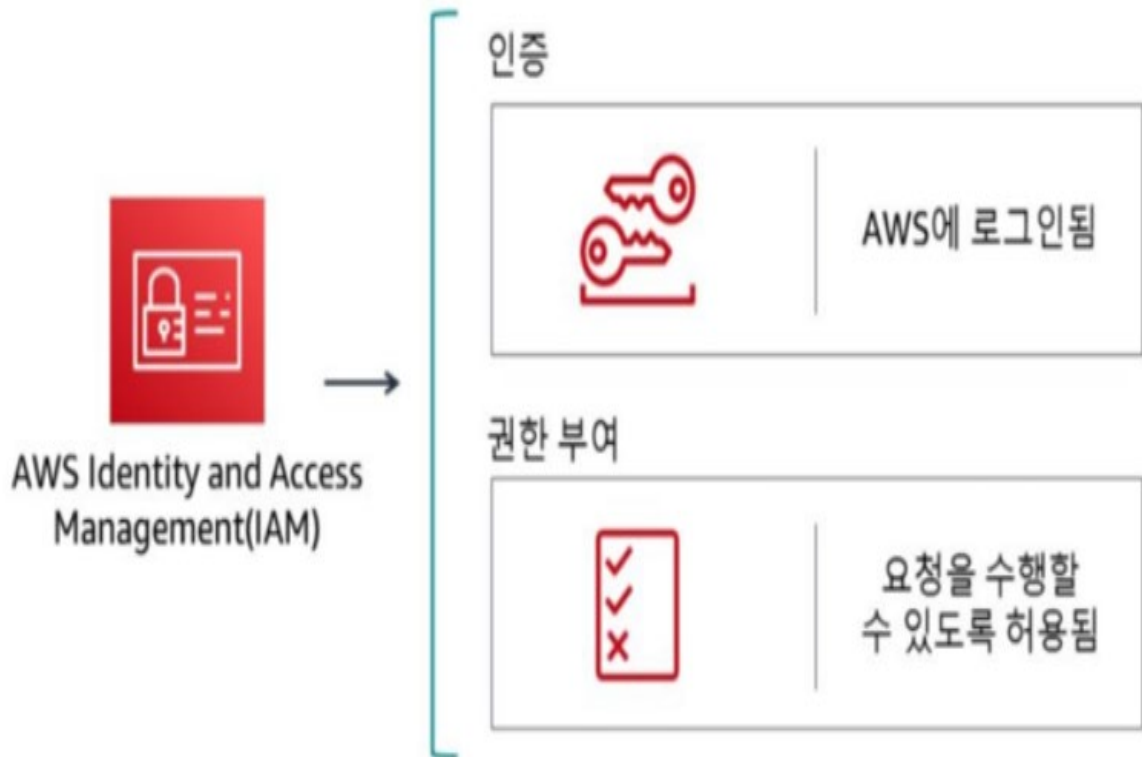 인증
AWS에 로그인됨
AWS Identity and Access
Management(IAM)
권한 부여
요청을 수행할
수 있도록 허용됨